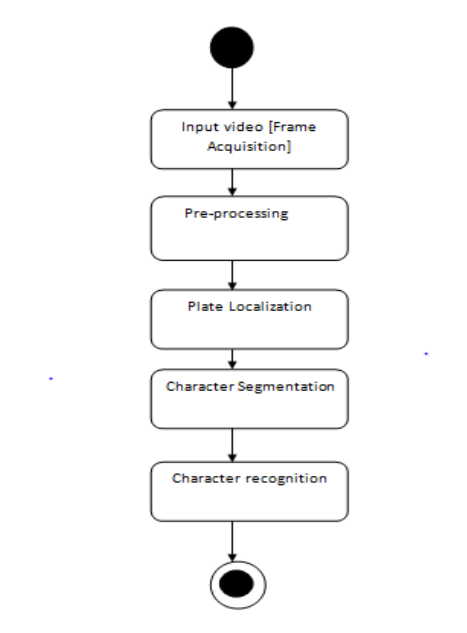 Input video [Frame
Acquisition]
Pre-processing
Plate Localization
Character Segmentation
Character recognition